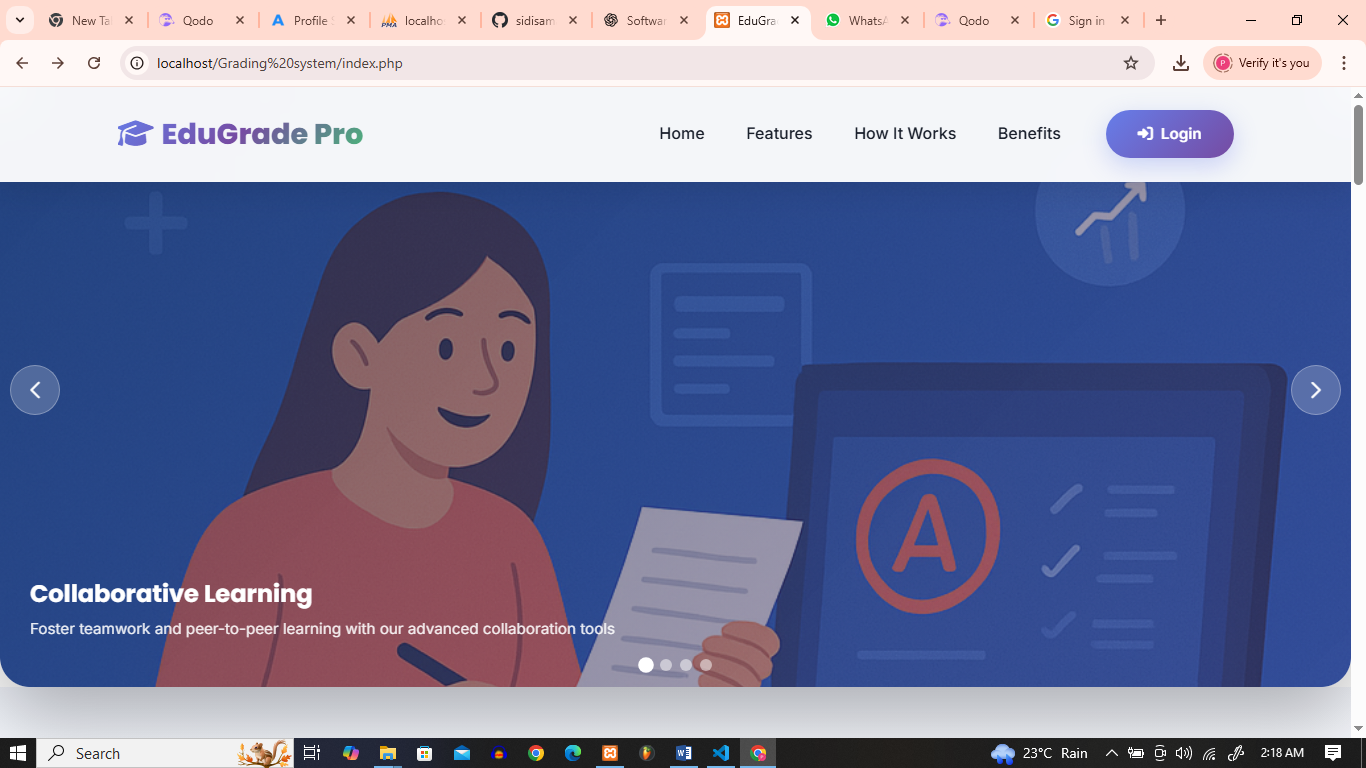 New Ta
Qodo
Profile S
localhos
sidisam
Softwar
EduGra
WhatsA
Qodo
Sign in
localhost/Grading%20system/index.php
Verify it's you
EduGrade Pro
Home
Features
How It Works
Benefits
Login
A
Collaborative Learning
Foster teamwork and peer-to-peer learning with our advanced collaboration tools
Search
23°C Rain
2:18 AM